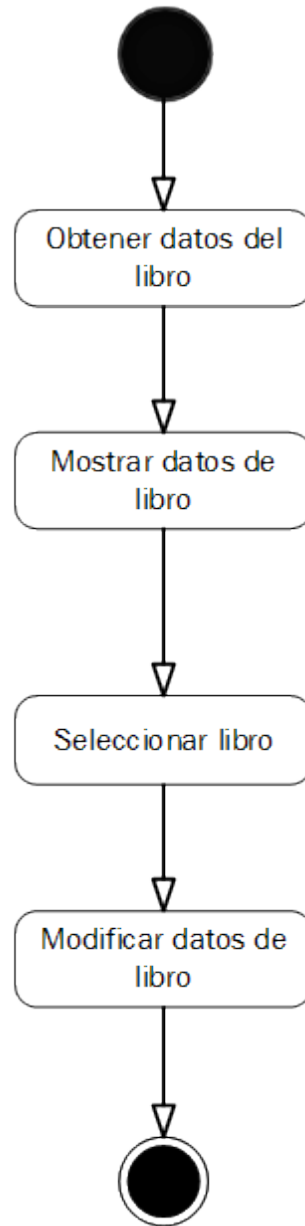 Obtener datos del
libro
Mostrar datos de
libro
Seleccionar libro
Modificar datos de
libro